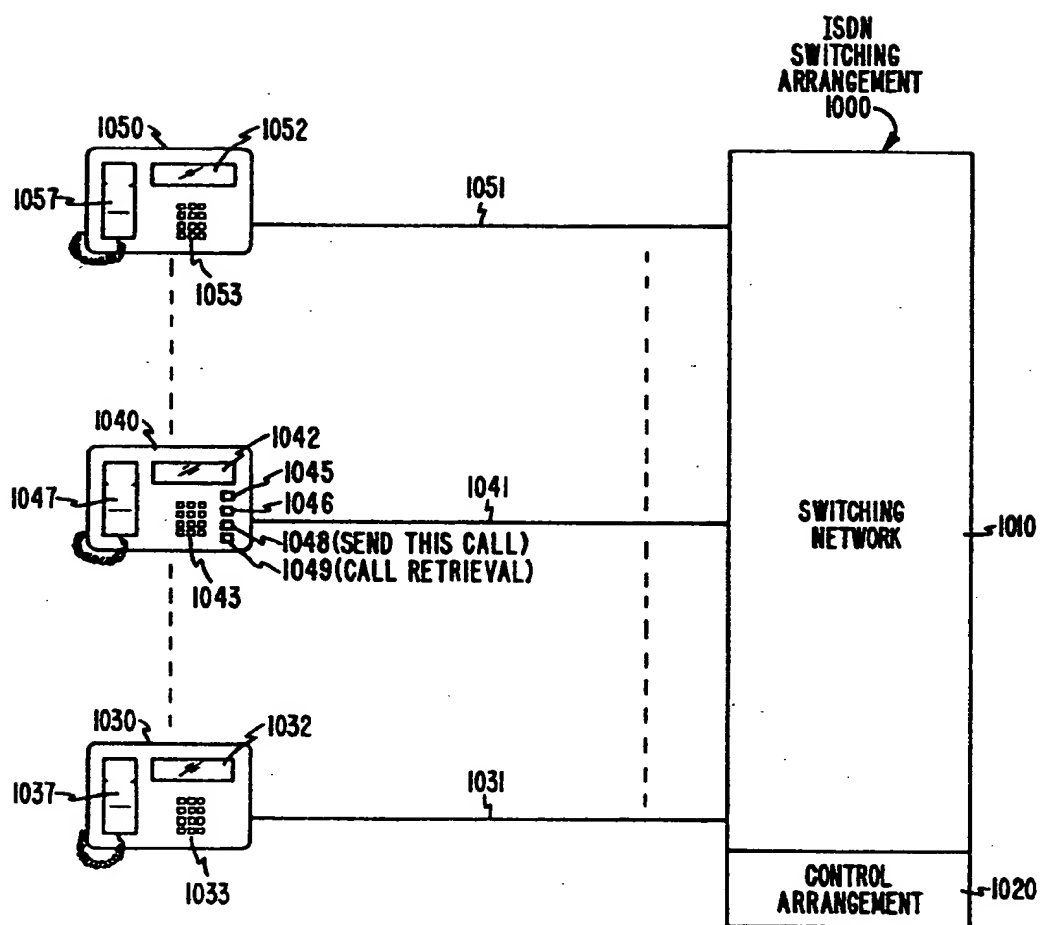 ISDN
SWITCHING
ARRANGEMENT
1000
1050
1052
1057
1051
1053
1040
1042
1045
1047
1046
1041
1048 (SEND THIS CALL)
1049 (CALL RETRIEVAL)
1043
SWITCHING
NETWORK
1010
1030
1032
1037
1031
1033
CONTROL
ARRANGEMENT
1020